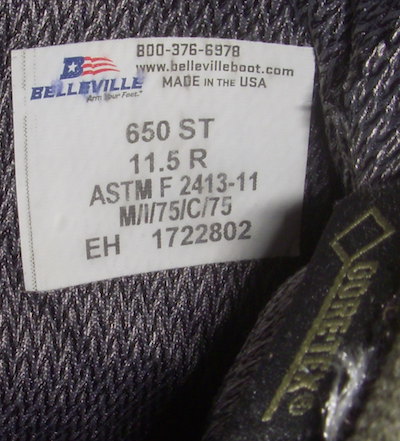 800-376-6978
www.bellevilleboot.com
MADE IN THE USA
B
BELLEVILLE
Arm Your Feet.
650 ST
11.5 R
ASTM F 2413-11
M/I/75/C/75
EH 1722802
GORE-TEX®